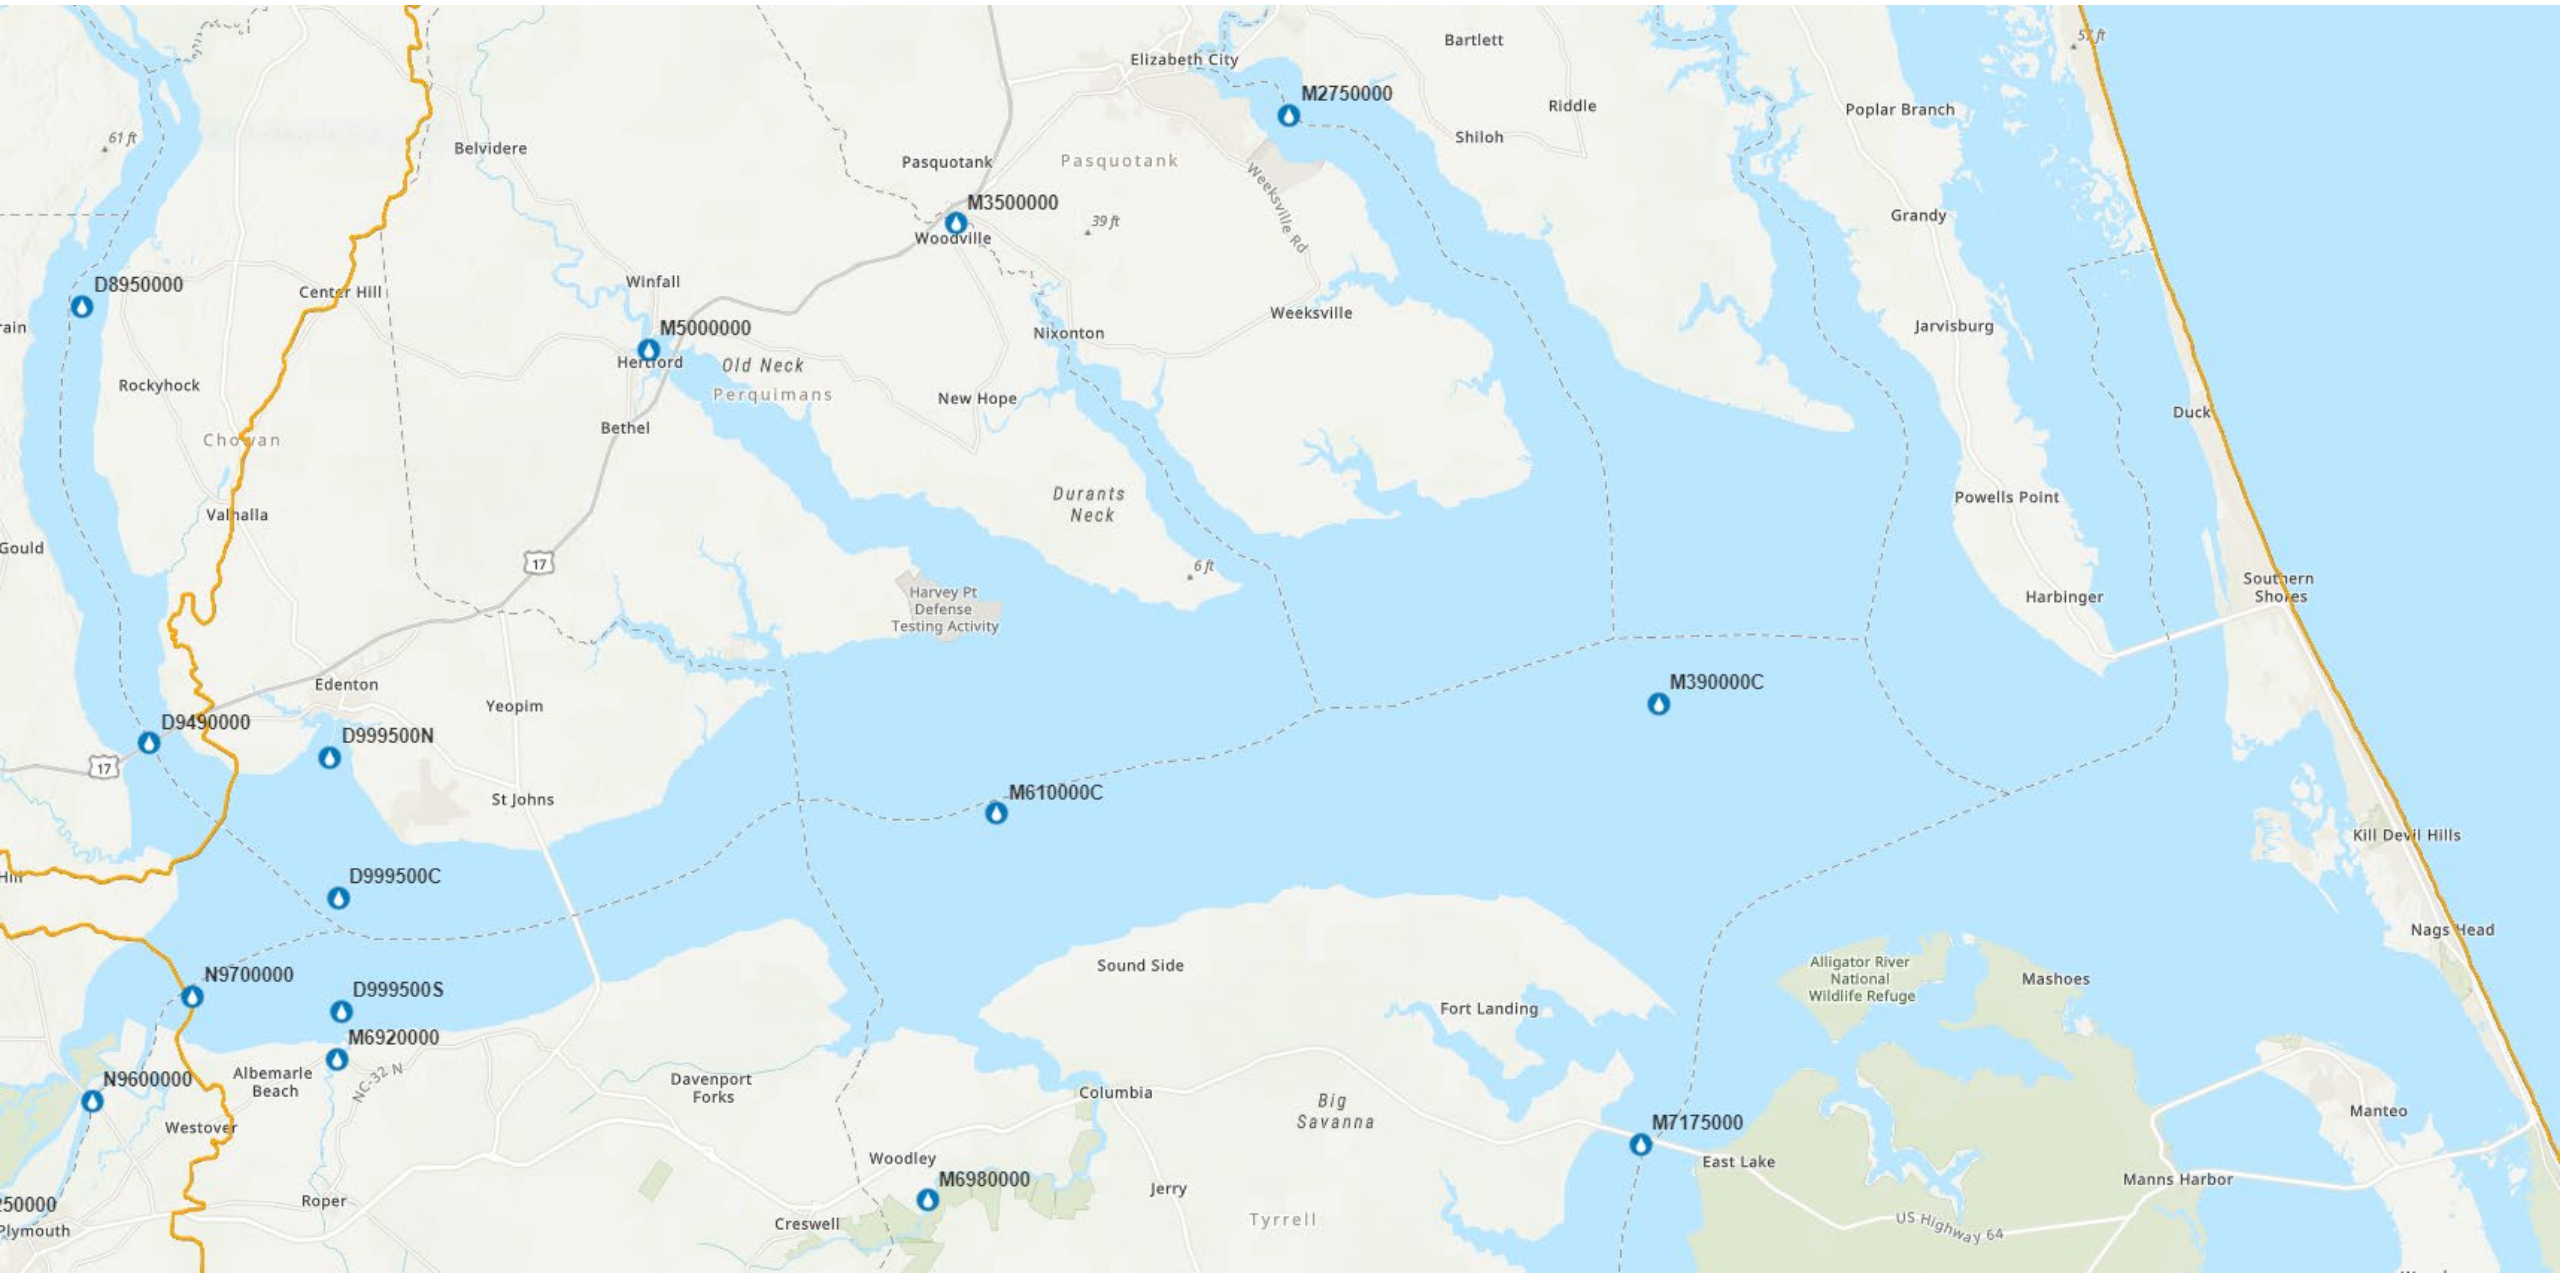 57 ft
Bartlett
Elizabeth City
M2750000
Riddle
Poplar Branch
61 ft
Shiloh
Belvidere
Pasquotank
Pasquotank
Weeksville Rd
M3500000
39 ft
Grandy
Woodville
D8950000
Winfall
Center Hill
Weeksville
rain
M5000000
Nixonton
Jarvisburg
Hertford
Old Neck
Rockyhock
Perquimans
New Hope
Duck
Bethel
Chowan
Durants
Neck
Powells Point
Valhalla
Gould
17
6 ft
Harvey Pt
Defense
Testing Activity
Southern
Shores
Harbinger
Edenton
M390000C
Yeopim
D9490000
D999500N
17
M610000C
St Johns
Kill Devil Hills
Hill
D999500C
Nags Head
Sound Side
Alligator River
National
Wildlife Refuge
Mashoes
N9700000
D999500S
Fort Landing
M6920000
Albemarle
Beach
NC-32 N
N9600000
Davenport
Forks
Columbia
Big
Savanna
Manteo
Westover
M7175000
Woodley
East Lake
M6980000
Jerry
Manns Harbor
Roper
250000
Plymouth
Creswell
Tyrrell
US Highway 64